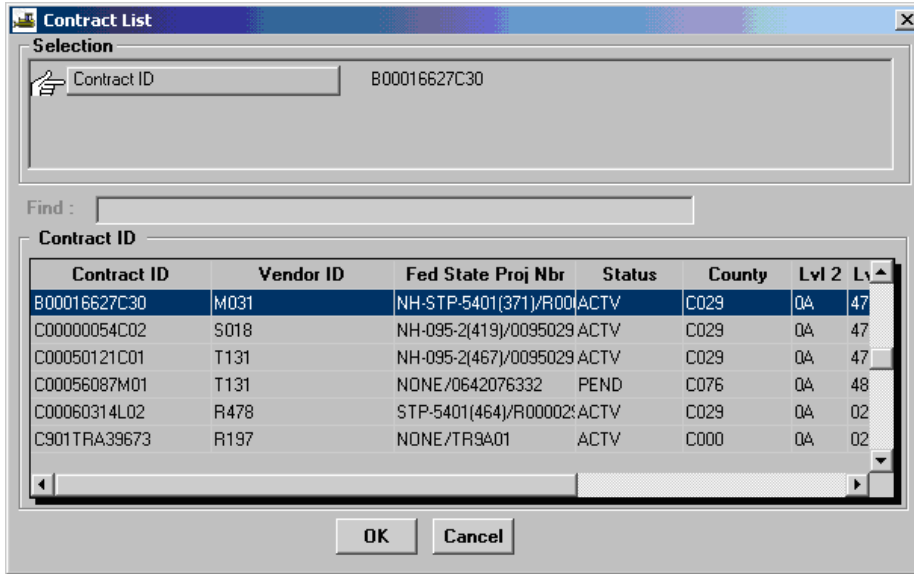 Contract List
Selection
Contract ID B00016627C30
Find :
Contract ID
Contract ID Vendor ID Fed State Proj Nbr Status County Lvl 2 Lv
B00016627C30 M031 NH-STP-5401(371)/R00 ACTV C029 0A 47
C00000054C02 S018 NH-095-2(419)/0095029 ACTV C029 0A 47
C00050121C01 T131 NH-095-2(467)/0095029 ACTV C029 0A 47
C00056087M01 T131 NONE/0642076332 PEND C076 0A 48
C00060314L02 R478 STP-5401(464)/R00002 ACTV C029 0A 02
C901TRA39673 R197 NONE/TR9A01 ACTV C000 0A 02
OK Cancel